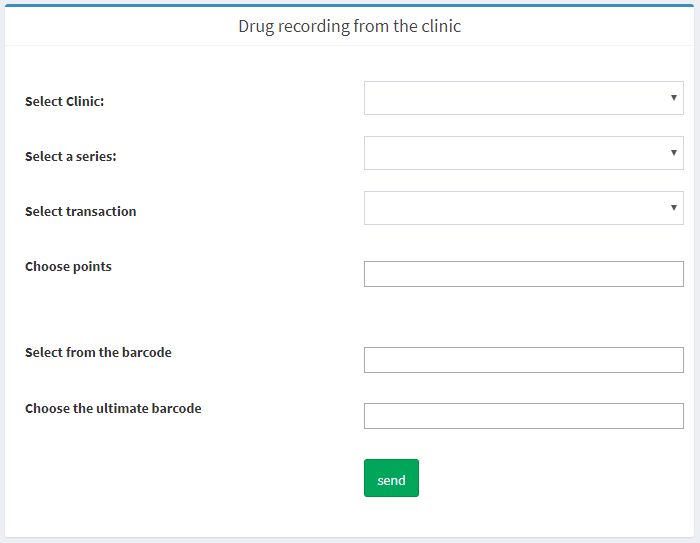 Drug recording from the clinic
Select Clinic:
Select a series:
Select transaction
Choose points
Select from the barcode
Choose the ultimate barcode
send